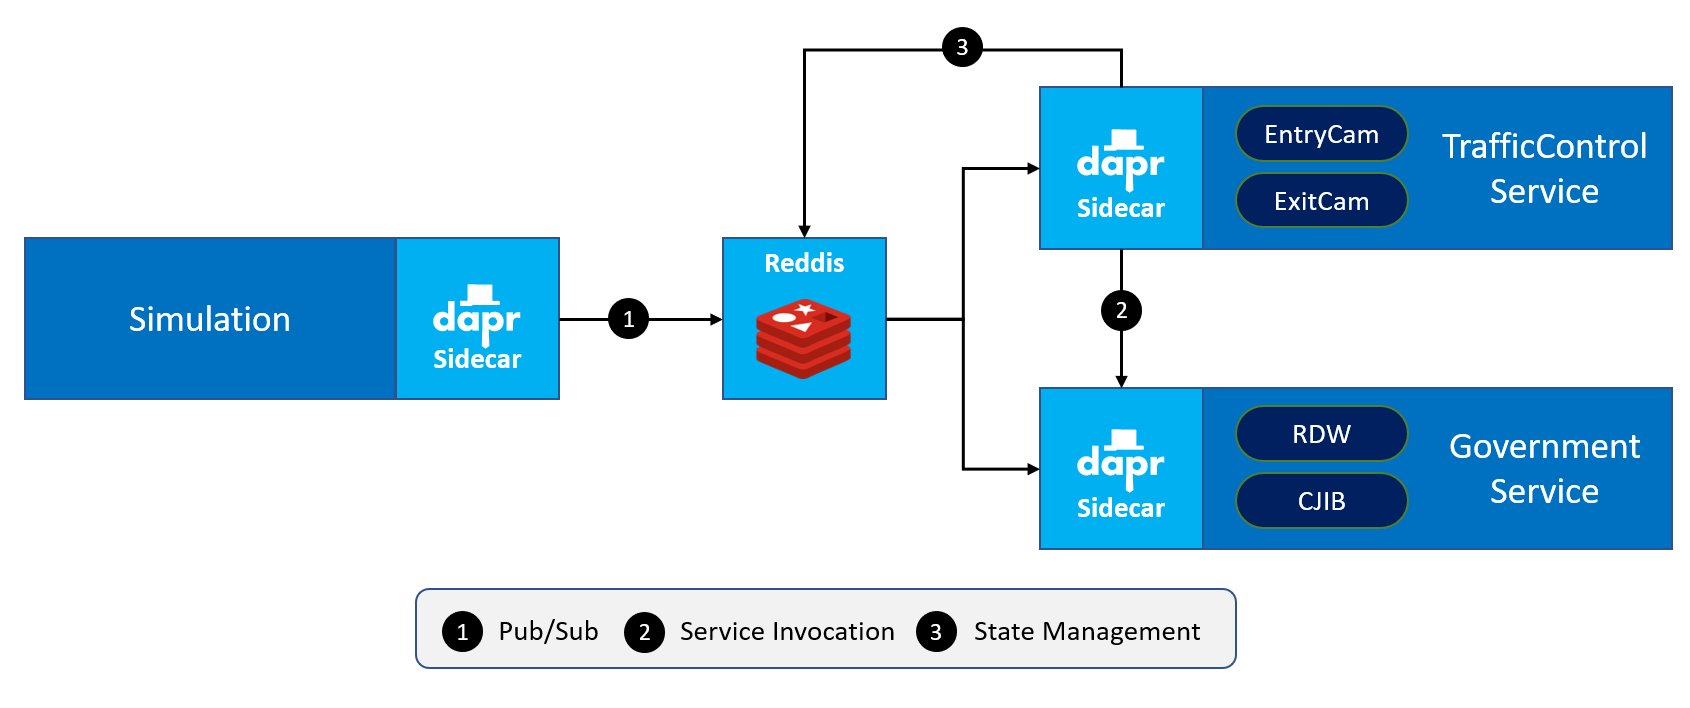 3
dapr
Sidecar
EntryCam
ExitCam
TrafficControl
Service
Simulation
dapr
Sidecar
1
Reddis
2
dapr
Sidecar
RDW
CJIB
Government
Service
1 Pub/Sub 2 Service Invocation 3 State Management